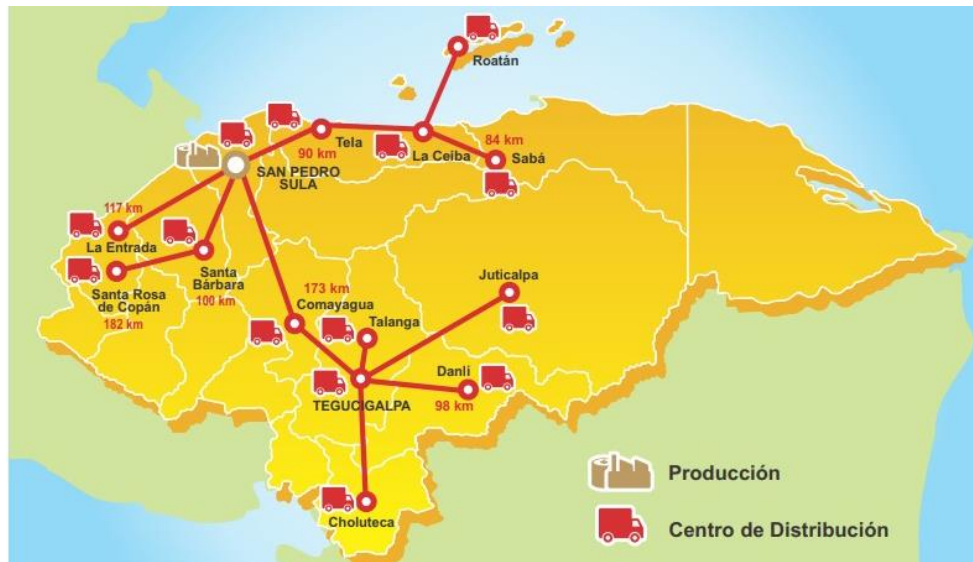 Roatán
Tela
90 km
La Ceiba
84 km
Sabá
SAN PEDRO
SULA
117 km
La Entrada
Santa
Bárbara
100 km
Santa Rosa
de Copán
182 km
173 km
Comayagua
Talanga
Juticalpa
Danlí
98 km
TEGUCIGALPA
Choluteca
Producción
Centro de Distribución